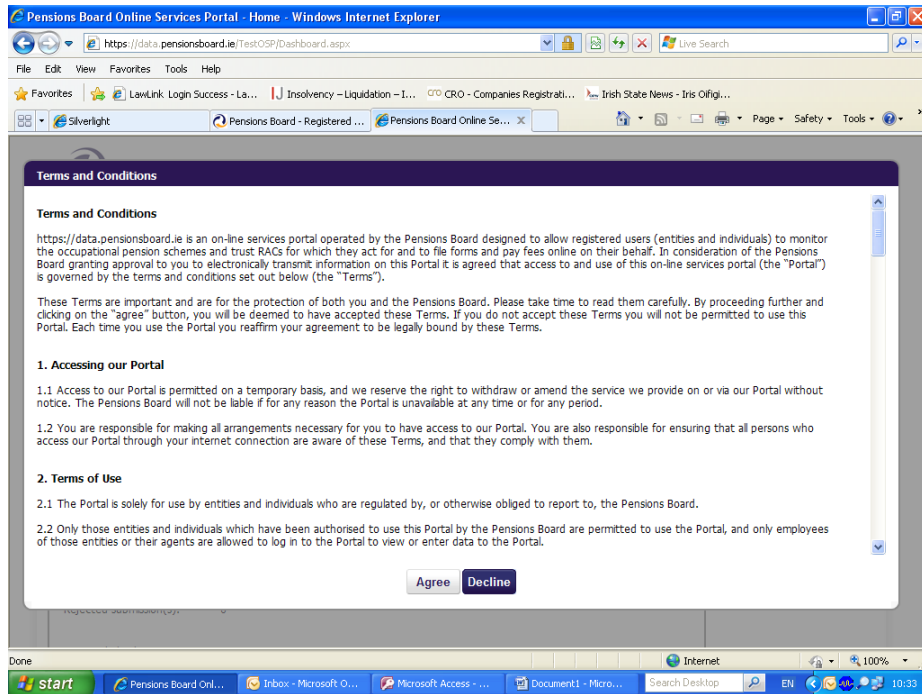 Pensions Board Online Services Portal - Home - Windows Internet Explorer
https://data.pensionsboard.ie/TestOSP/Dashboard.aspx
Live Search
File Edit View Favorites Tools Help
Favorites LawLink Login Success - La... Insolvency – Liquidation – I... CRO - Companies Registrati... Irish State News - Iris Oifigi...
Silverlight Pensions Board - Registered ... Pensions Board Online Se... X Page Safety Tools
Terms and Conditions
Terms and Conditions
https://data.pensionsboard.ie is an on-line services portal operated by the Pensions Board designed to allow registered users (entities and individuals) to monitor
the occupational pension schemes and trust RACs for which they act for and to file forms and pay fees online on their behalf. In consideration of the Pensions
Board granting approval to you to electronically transmit information on this Portal it is agreed that access to and use of this on-line services portal (the “Portal”)
is governed by the terms and conditions set out below (the “Terms”).
These Terms are important and are for the protection of both you and the Pensions Board. Please take time to read them carefully. By proceeding further and
clicking on the “agree” button, you will be deemed to have accepted these Terms. If you do not accept these Terms you will not be permitted to use this
Portal. Each time you use the Portal you reaffirm your agreement to be legally bound by these Terms.
1. Accessing our Portal
1.1 Access to our Portal is permitted on a temporary basis, and we reserve the right to withdraw or amend the service we provide on or via our Portal without
notice. The Pensions Board will not be liable if for any reason the Portal is unavailable at any time or for any period.
1.2 You are responsible for making all arrangements necessary for you to have access to our Portal. You are also responsible for ensuring that all persons who
access our Portal through your internet connection are aware of these Terms, and that they comply with them.
2. Terms of Use
2.1 The Portal is solely for use by entities and individuals who are regulated by, or otherwise obliged to report to, the Pensions Board.
2.2 Only those entities and individuals which have been authorised to use this Portal by the Pensions Board are permitted to use the Portal, and only employees
of those entities or their agents are allowed to log in to the Portal to view or enter data to the Portal.
Agree Decline
Done Internet 100%
start Pensions Board Onl... Inbox - Microsoft O... Microsoft Access - ... Document1 - Micro... Search Desktop EN 10:33